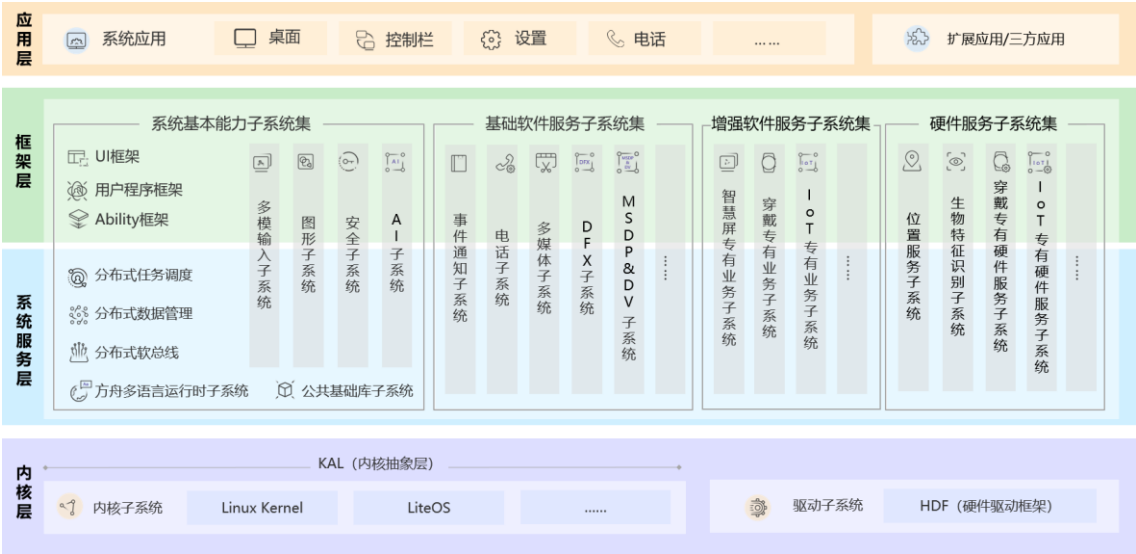 应用层
系统应用
桌面
控制栏
设置
电话
……
扩展应用/三方应用
框架层
系统服务层
系统基本能力子系统集
UI框架
用户程序框架
Ability框架
分布式任务调度
分布式数据管理
分布式软总线
方舟多语言运行时子系统
公共基础库子系统
多模输入子系统
图形子系统
安全子系统
AI
AI子系统
基础软件服务子系统集
事件通知子系统
电话子系统
多媒体子系统
DFX
DFX子系统
MSDP&DV子系统
……
增强软件服务子系统集
智慧屏专有业务子系统
穿戴专有业务子系统
IoT
IoT专有业务子系统
……
硬件服务子系统集
位置服务子系统
生物特征识别子系统
穿戴专有硬件服务子系统
IoT
IoT专有硬件服务子系统
……
内核层
KAL（内核抽象层）
内核子系统
Linux Kernel
LiteOS
……
驱动子系统
HDF（硬件驱动框架）